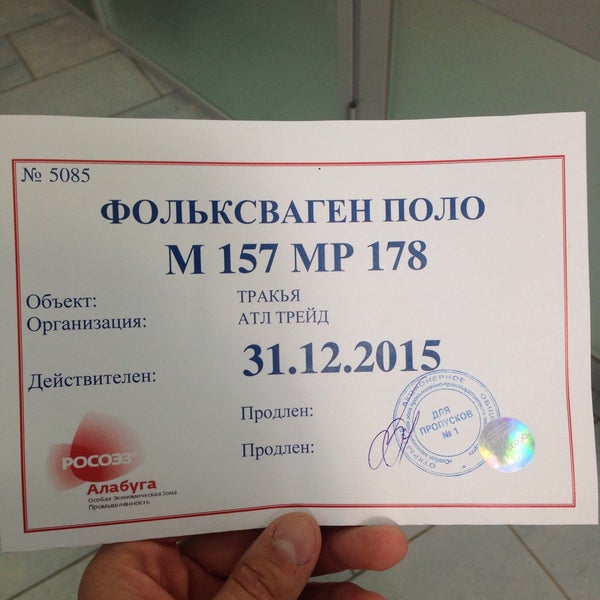 № 5085
ФОЛЬКСВАГЕН ПОЛО
М 157 МР 178
Объект: ТРАКЬЯ
Организация: АТЛ ТРЕЙД
Действителен: 31.12.2015
Продлен:
Продлен:
ДЛЯ
ПРОПУСКОВ
№ 1
РОСОЭЗ
Алабуга
Особая Экономическая Зона
Промышленность